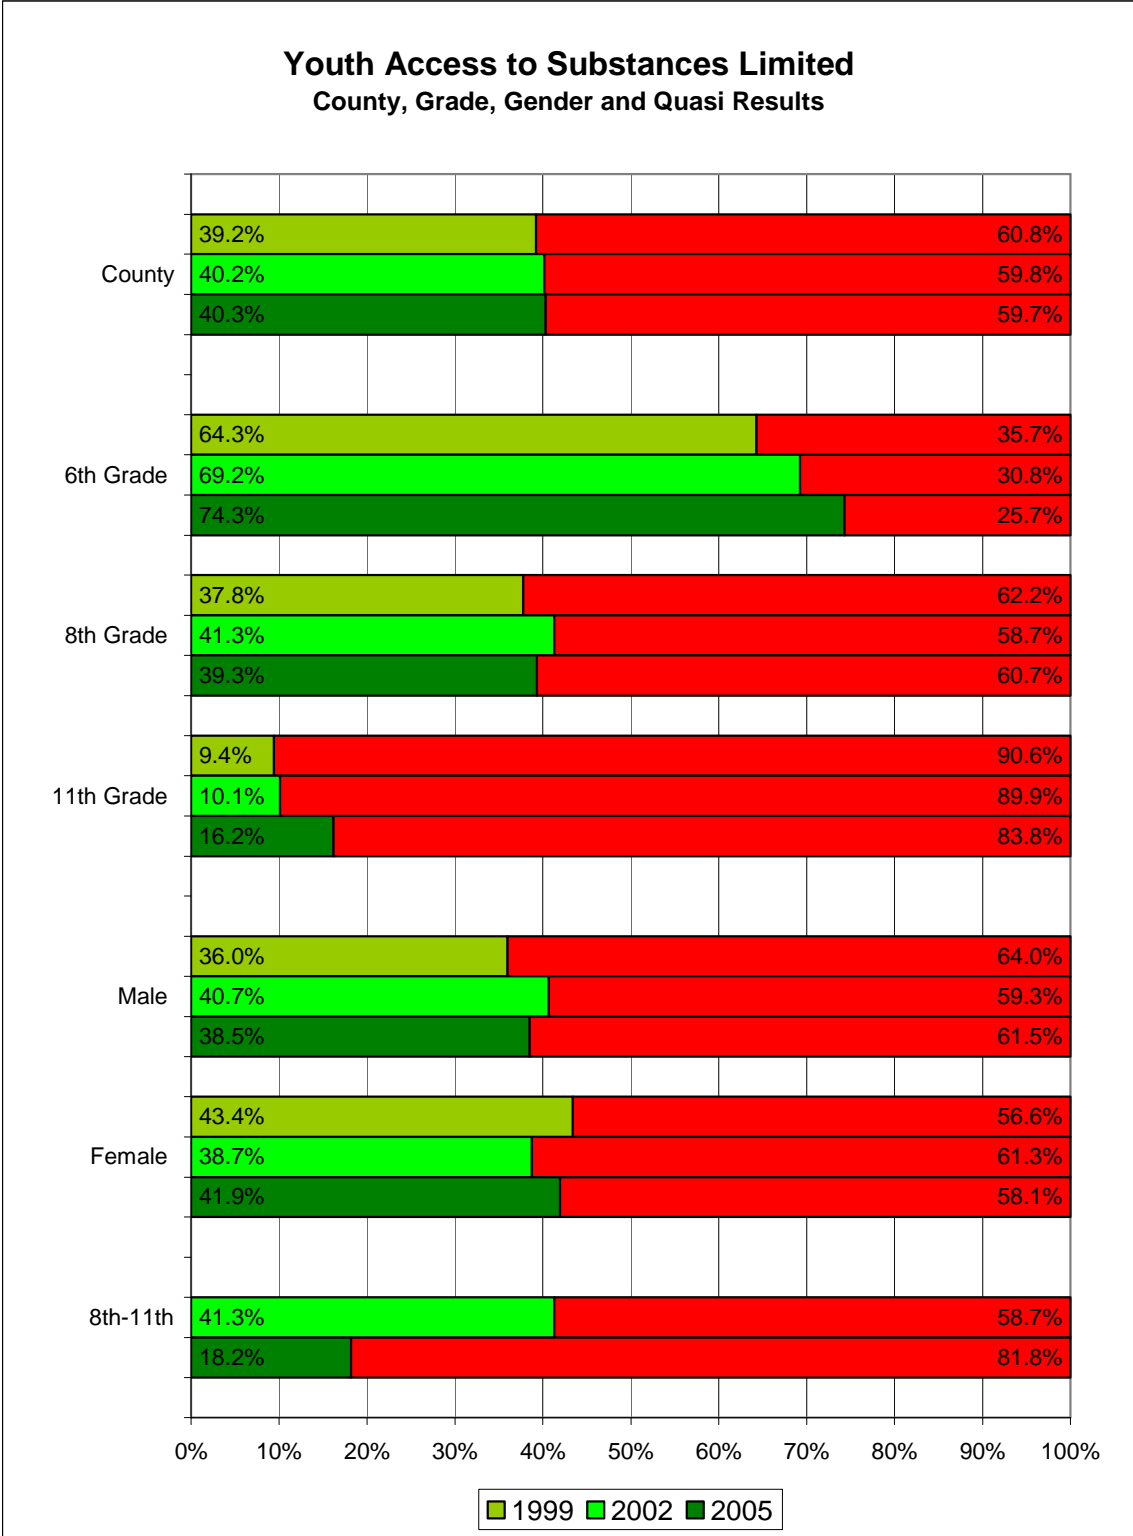 Youth Access to Substances Limited
County, Grade, Gender and Quasi Results
39.2% 60.8%
County 40.2% 59.8%
40.3% 59.7%
64.3% 35.7%
6th Grade 69.2% 30.8%
74.3% 25.7%
37.8% 62.2%
8th Grade 41.3% 58.7%
39.3% 60.7%
9.4% 90.6%
11th Grade 10.1% 89.9%
16.2% 83.8%
36.0% 64.0%
Male 40.7% 59.3%
38.5% 61.5%
43.4% 56.6%
Female 38.7% 61.3%
41.9% 58.1%
8th-11th 41.3% 58.7%
18.2% 81.8%
0% 10% 20% 30% 40% 50% 60% 70% 80% 90% 100%
1999 2002 2005